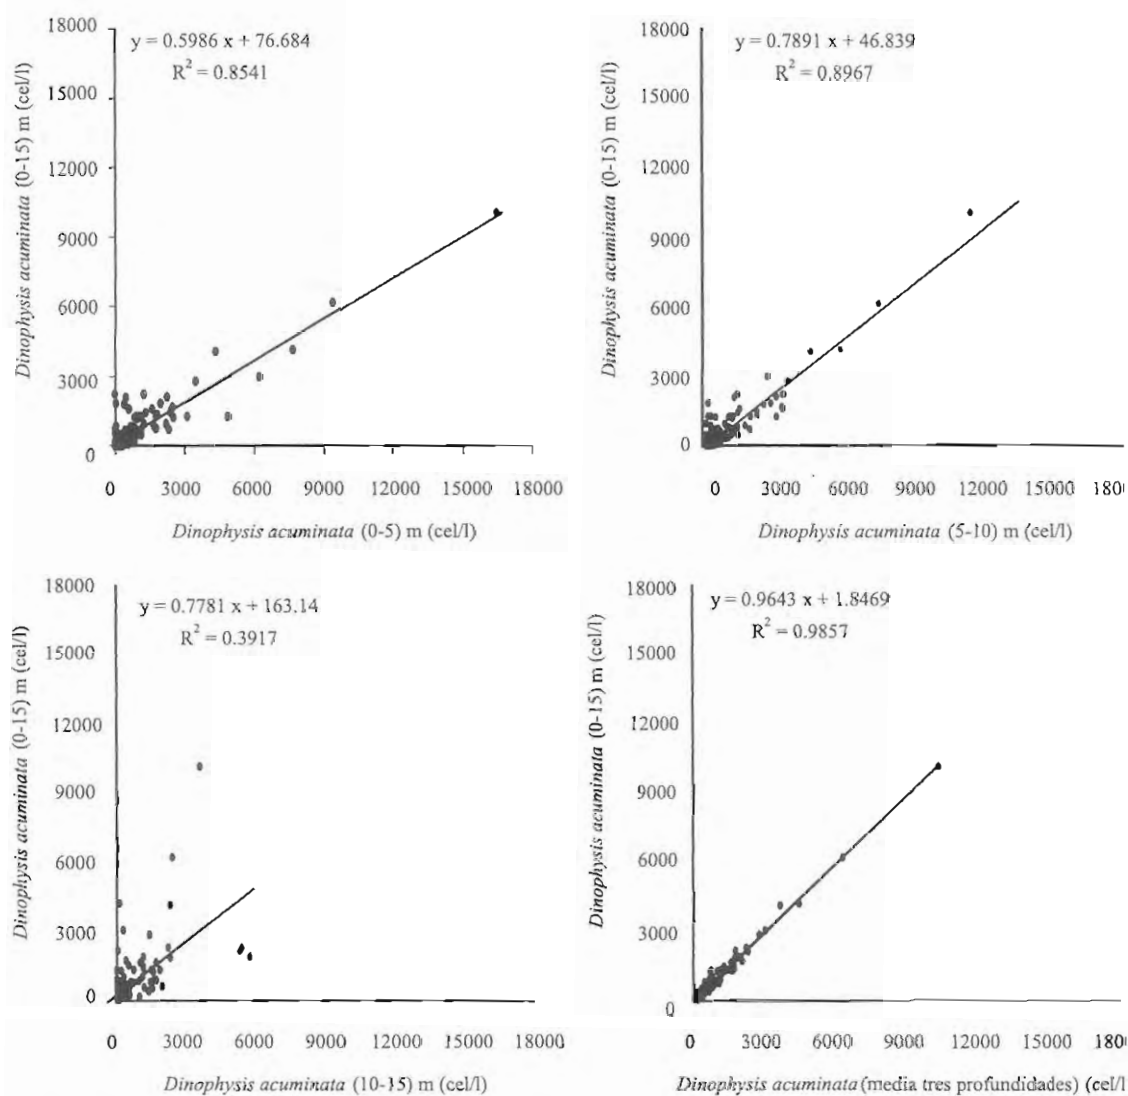 18000
15000
12000
9000
6000
3000
0
y = 0.5986 x + 76.684
R² = 0.8541
Dinophysis acuminata (0-15) m (cel/l)
0 3000 6000 9000 12000 15000 18000
Dinophysis acuminata (0-5) m (cel/l)
18000
15000
12000
9000
6000
3000
0
y = 0.7891 x + 46.839
R² = 0.8967
Dinophysis acuminata (0-15) m (cel/l)
0 3000 6000 9000 12000 15000 180
Dinophysis acuminata (5-10) m (cel/l)
18000
15000
12000
9000
6000
3000
0
y = 0.7781 x + 163.14
R² = 0.3917
Dinophysis acuminata (0-15) m (cel/l)
0 3000 6000 9000 12000 15000 18000
Dinophysis acuminata (10-15) m (cel/l)
18000
15000
12000
9000
6000
3000
0
y = 0.9643 x + 1.8469
R² = 0.9857
Dinophysis acuminata (0-15) m (cel/l)
0 3000 6000 9000 12000 15000 180
Dinophysis acuminata (media tres profundidades) (cel/l